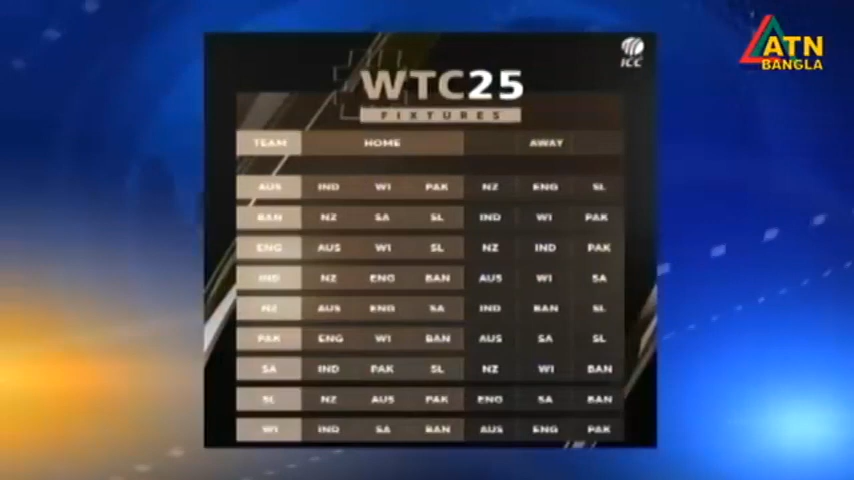 ATN
BANGLA
ICC
WTC25
FIXTURES
TEAM HOME AWAY
AUS IND WI PAK NZ ENG SL
BAN NZ SA SL IND WI PAK
ENG AUS WI SL NZ IND PAK
IND NZ ENG BAN AUS WI SA
NZ AUS ENG SA IND BAN SL
PAK ENG WI BAN AUS SA SL
SA IND PAK SL NZ WI BAN
SL NZ AUS PAK ENG SA BAN
WI IND SA BAN AUS ENG PAK